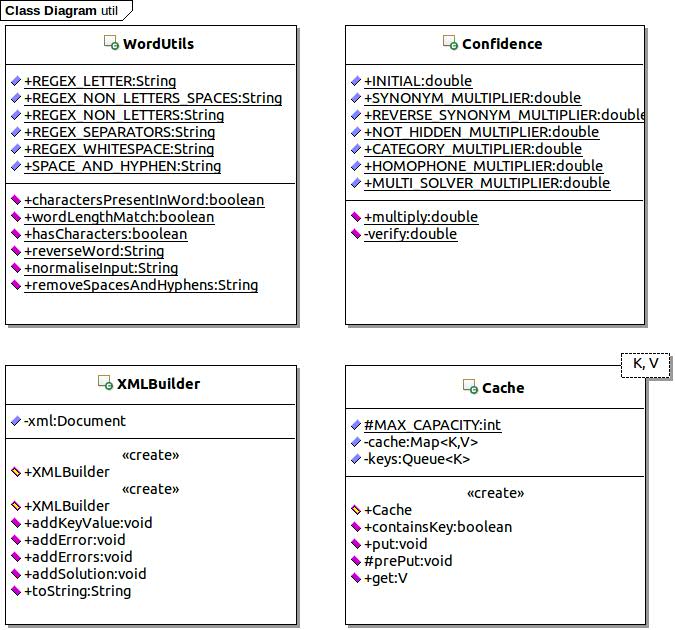 Class Diagram util
WordUtils
+REGEX_LETTER:String
+REGEX_NON_LETTERS_SPACES:String
+REGEX_NON_LETTERS:String
+REGEX_SEPARATORS:String
+REGEX_WHITESPACE:String
+SPACE_AND_HYPHEN:String
+charactersPresentInWord:boolean
+wordLengthMatch:boolean
+hasCharacters:boolean
+reverseWord:String
+normaliseInput:String
+removeSpacesAndHyphens:String
Confidence
+INITIAL:double
+SYNONYM_MULTIPLIER:double
+REVERSE_SYNONYM_MULTIPLIER:double
+NOT_HIDDEN_MULTIPLIER:double
+CATEGORY_MULTIPLIER:double
+HOMOPHONE_MULTIPLIER:double
+MULTI_SOLVER_MULTIPLIER:double
+multiply:double
-verify:double
XMLBuilder
-xml:Document
«create»
+XMLBuilder
«create»
+XMLBuilder
+addKeyValue:void
+addError:void
+addErrors:void
+addSolution:void
+toString:String
K, V
Cache
#MAX_CAPACITY:int
-cache:Map<K,V>
-keys:Queue<K>
«create»
+Cache
+containsKey:boolean
+put:void
#prePut:void
+get:V